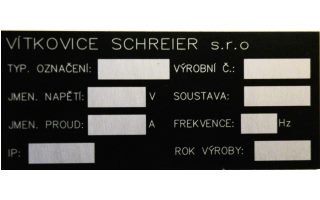 VÍTKOVICE SCHREIER s.r.o
TYP. OZNAČENÍ: VÝROBNÍ Č.:
JMEN. NAPĚTÍ: V SOUSTAVA:
JMEN. PROUD: A FREKVENCE: Hz
IP: ROK VÝROBY: